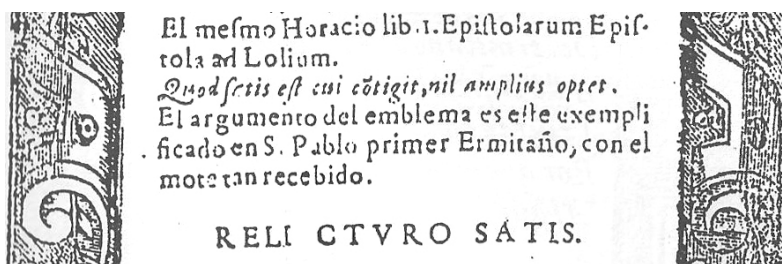 El meſmo Horacio lib.1. Epiſtolarum Epiſ-
tola ad Lolium.
Quod ſatis eſt cui cõtigit, nil amplius optet.
El argumento del emblema es eſte exempli
ficado en S. Pablo primer Ermitaño, con el
mote tan recebido.
RELI CTVRO SATIS.